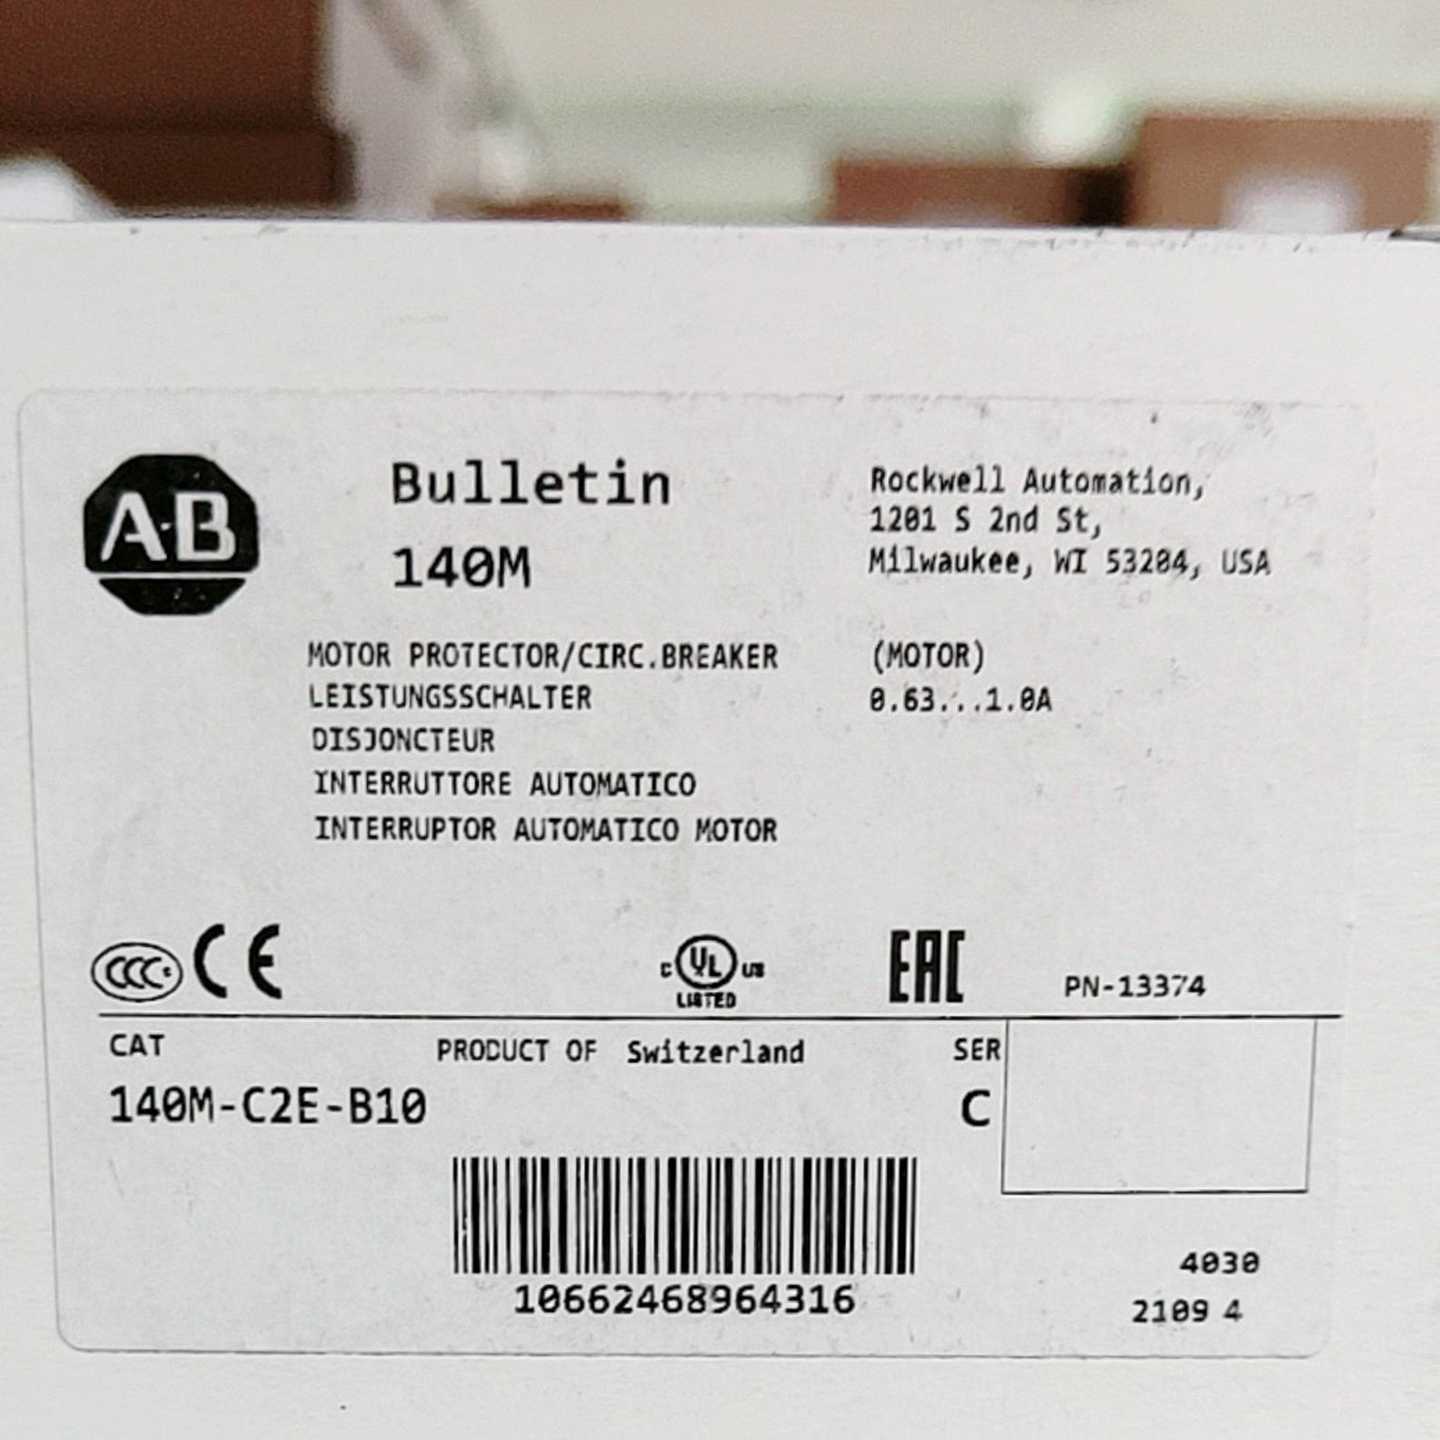 A-B
Bulletin
140M
Rockwell Automation,
1201 S 2nd St,
Milwaukee, WI 53204, USA
MOTOR PROTECTOR/CIRC.BREAKER
(MOTOR)
LEISTUNGSSCHALTER
0.63...1.0A
DISJONCTEUR
INTERRUTTORE AUTOMATICO
INTERRUPTOR AUTOMATICO MOTOR
CCC CE
C UL US
LISTED
EAC
PN-13374
CAT
PRODUCT OF Switzerland
SER
140M-C2E-B10
C
10662468964316
4030
2109 4